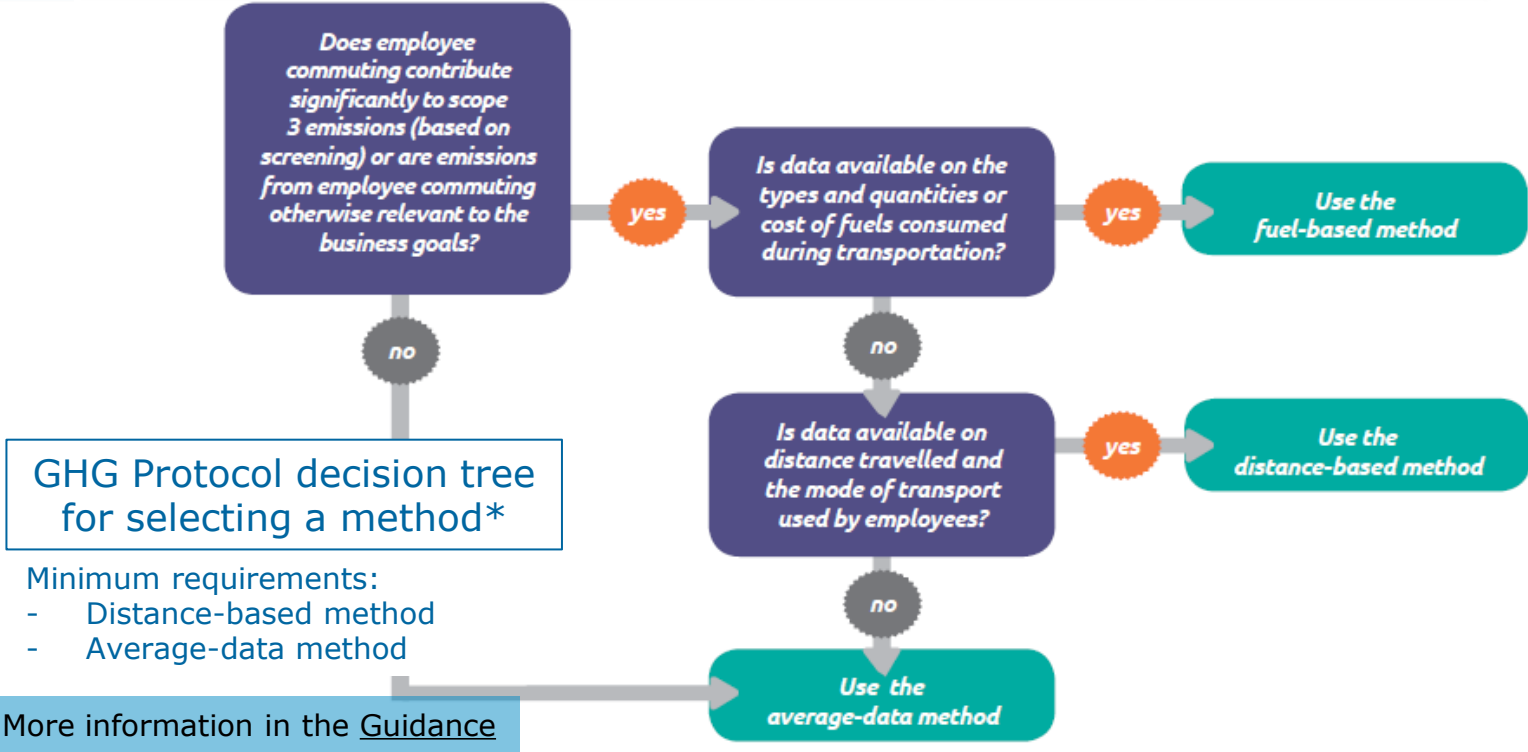 Does employee
commuting contribute
significantly to scope
3 emissions (based on
screening) or are emissions
from employee commuting
otherwise relevant to the
business goals?
yes
Is data available on the
types and quantities or
cost of fuels consumed
during transportation?
yes
Use the
fuel-based method
no
no
Is data available on
distance travelled and
the mode of transport
used by employees?
yes
Use the
distance-based method
GHG Protocol decision tree
for selecting a method*
Minimum requirements:
- Distance-based method
- Average-data method
no
Use the
average-data method
More information in the Guidance